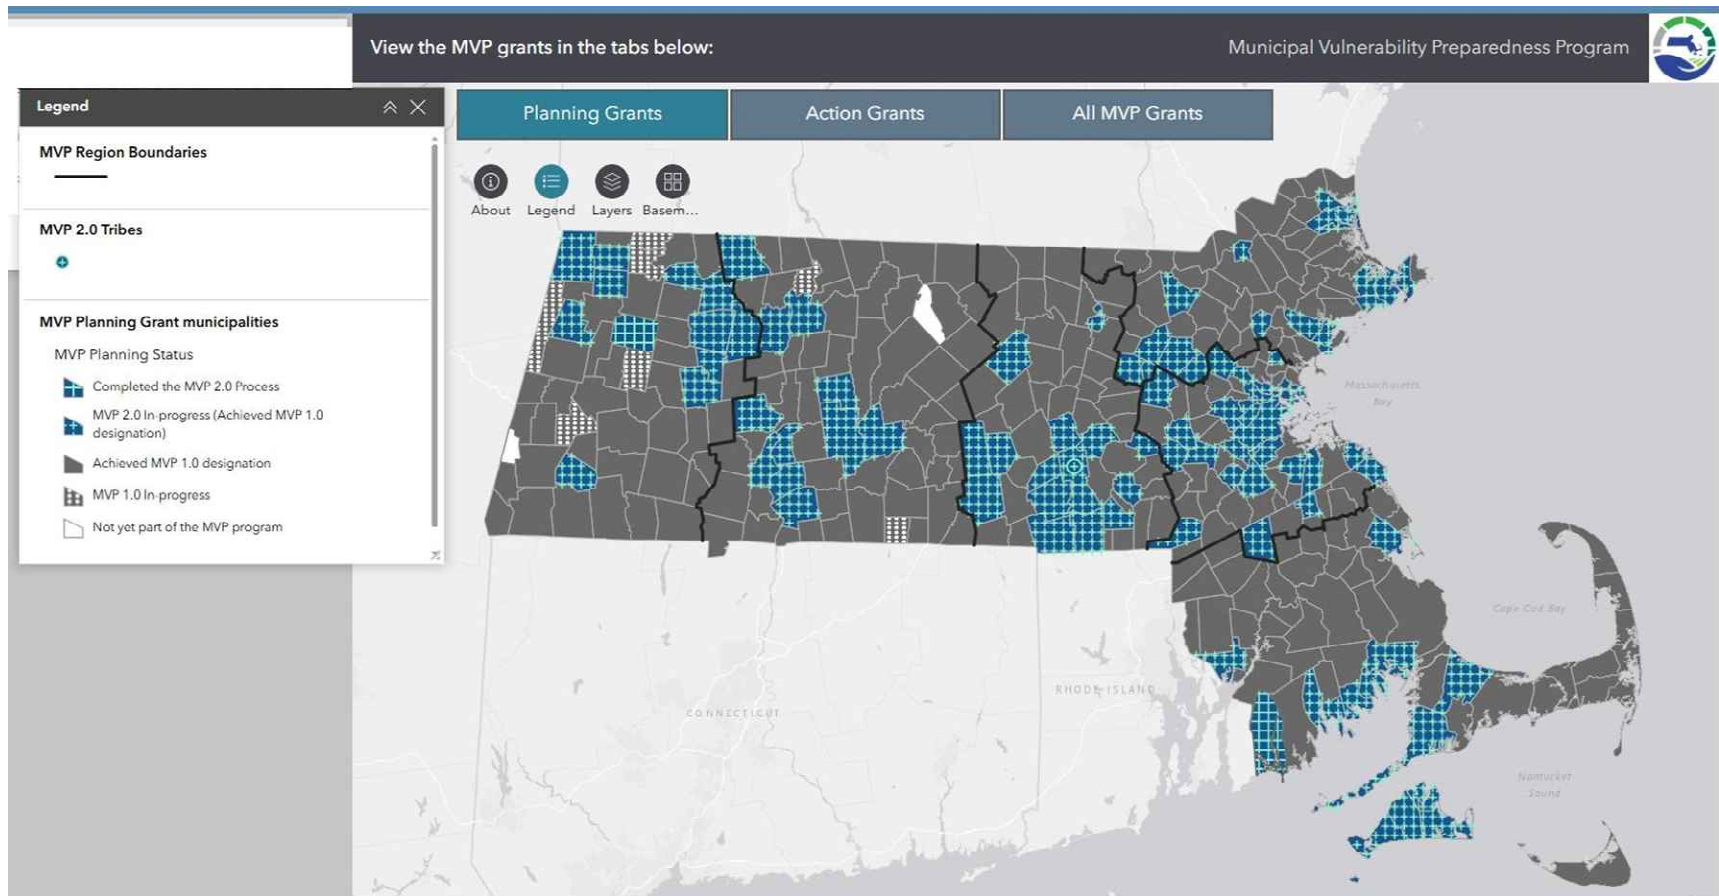 View the MVP grants in the tabs below:
Municipal Vulnerability Preparedness Program
Legend
MVP Region Boundaries
MVP 2.0 Tribes
MVP Planning Grant municipalities
MVP Planning Status
Completed the MVP 2.0 Process
MVP 2.0 In-progress (Achieved MVP 1.0
designation)
Achieved MVP 1.0 designation
MVP 1.0 In-progress
Not yet part of the MVP program
Planning Grants
Action Grants
All MVP Grants
About
Legend
Layers
Basem...
Massachusetts
Bay
Cape Cod Bay
RHODE ISLAND
CONNECTICUT
Nantucket
Sound